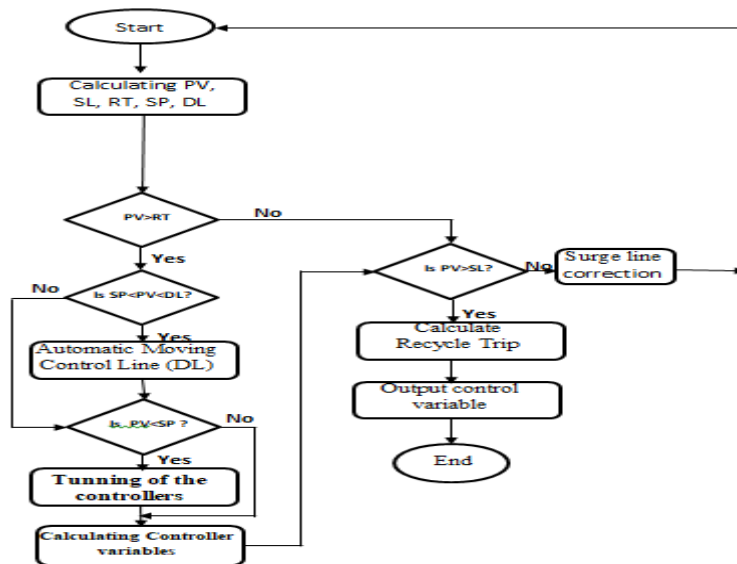 Start
Calculating PV,
SL, RT, SP, DL
PV>RT
No
Yes
Is PV>SL?
No
Surge line
correction
No
Is SP<PV<DL?
Yes
Yes
Automatic Moving
Control Line (DL)
Calculate
Recycle Trip
Output control
variable
Is PV<SP ?
No
Yes
End
Tunning of the
controllers
Calculating Controller
variables